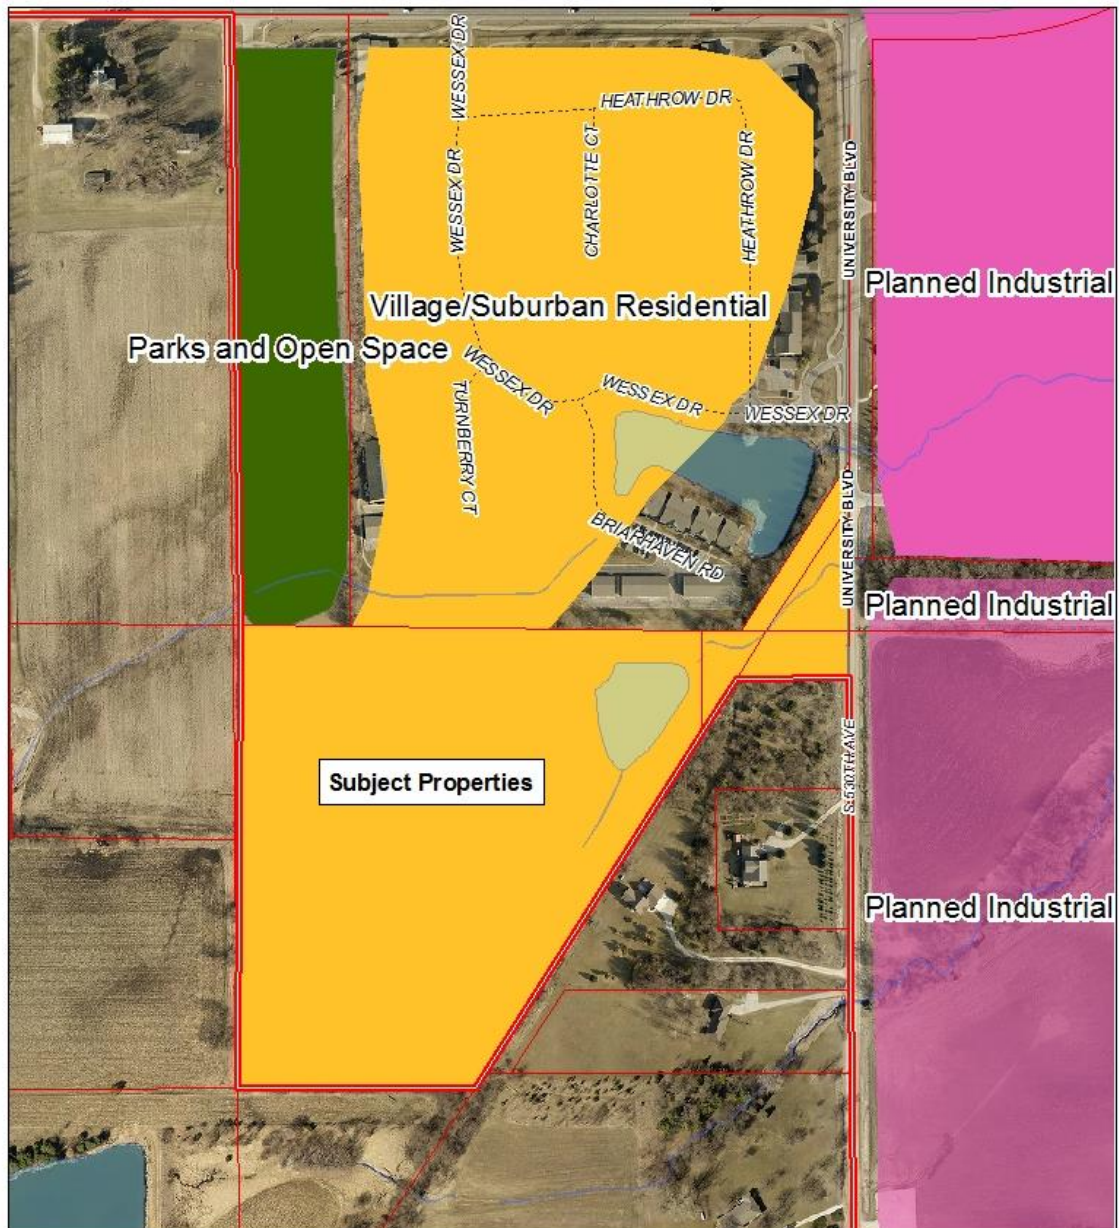 WESSEX DR
HEATHROW DR
WESSEX DR
CHARLOTTE CT
HEATHROW DR
UNIVERSITY BLVD
Planned Industrial
Village/Suburban Residential
Parks and Open Space
WESSEX DR
WESSEX DR
WESSEX DR
TURNBERRY CT
BRIARHAVEN RD
UNIVERSITY BLVD
Planned Industrial
Subject Properties
S 530TH AVE
Planned Industrial